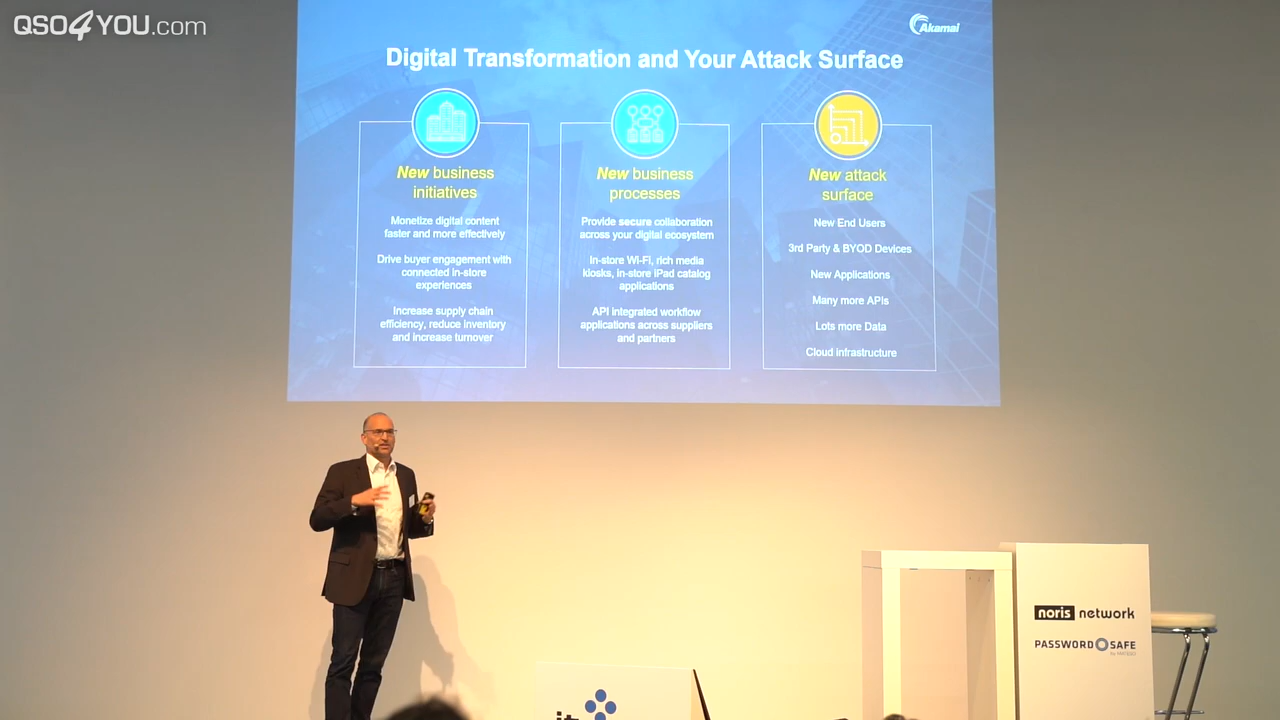 QSO4YOU.com
Akamai
Digital Transformation and Your Attack Surface
New business
initiatives
Monetize digital content
faster and more effectively
Drive buyer engagement with
connected in-store
experiences
Increase supply chain
efficiency, reduce inventory
and increase turnover
New business
processes
Provide secure collaboration
across your digital ecosystem
In-store Wi-Fi, rich media
kiosks, in-store iPad catalog
applications
API integrated workflow
applications across suppliers
and partners
New attack
surface
New End Users
3rd Party & BYOD Devices
New Applications
Many more APIs
Lots more Data
Cloud infrastructure
noris network
PASSWORD SAFE
by MATESO
it